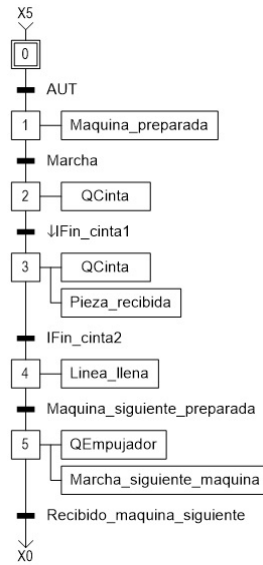 X5
0
AUT
1 Maquina_preparada
Marcha
2 QCinta
↓IFin_cinta1
3 QCinta
Pieza_recibida
IFin_cinta2
4 Linea_llena
Maquina_siguiente_preparada
5 QEmpujador
Marcha_siguiente_maquina
Recibido_maquina_siguiente
X0